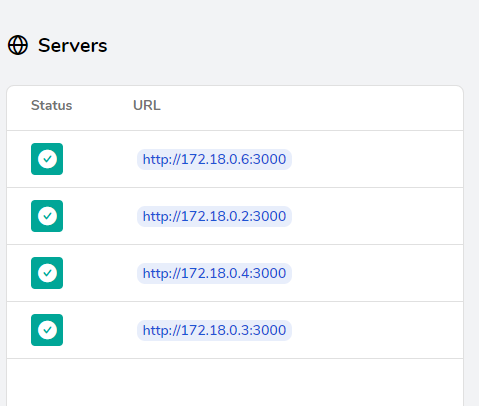 Servers
Status URL
http://172.18.0.6:3000
http://172.18.0.2:3000
http://172.18.0.4:3000
http://172.18.0.3:3000